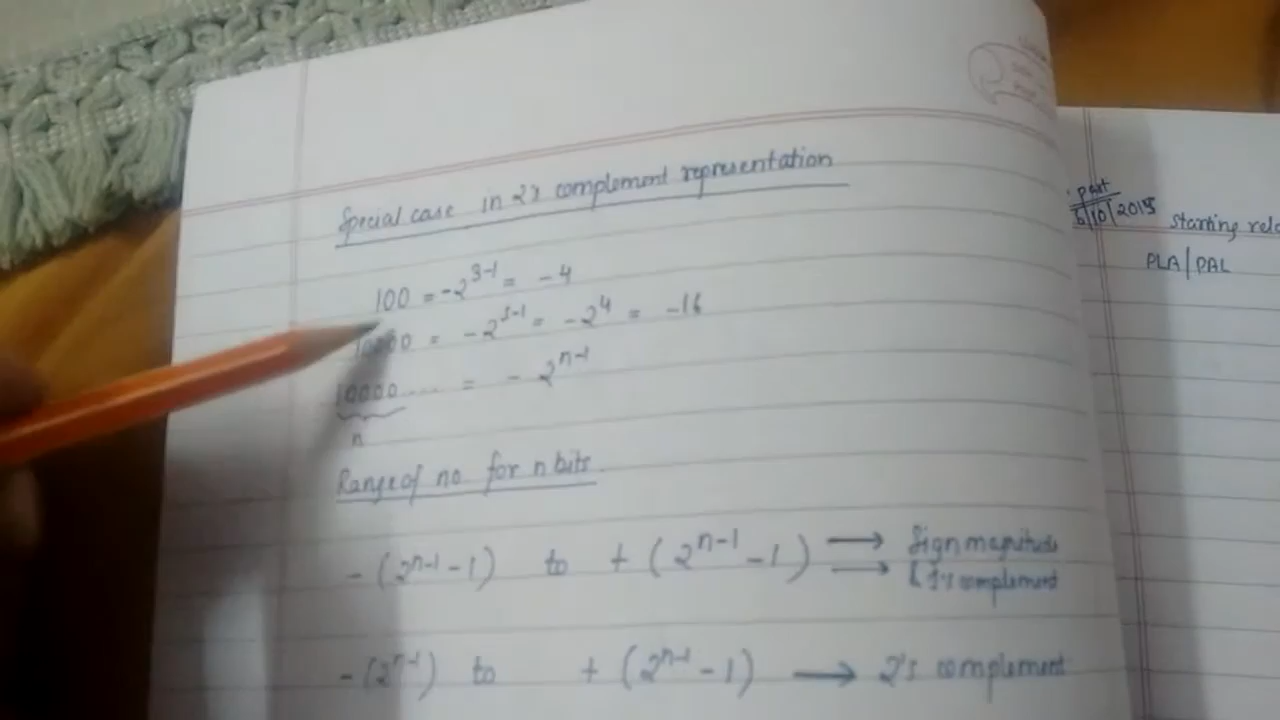 Special case in 2's complement representation
100 = -2^3-1 = -4
10000 = -2^5-1 = -2^4 = -16
10000.... = -2^n-1
n
Range of no. for n bits
-(2^n-1 -1) to +(2^n-1 -1) → Sign magnitude
→ & 1's complement
-(2^n-1) to +(2^n-1 -1) → 2's complement
part
6/10/2015 starting rela
PLA/PAL